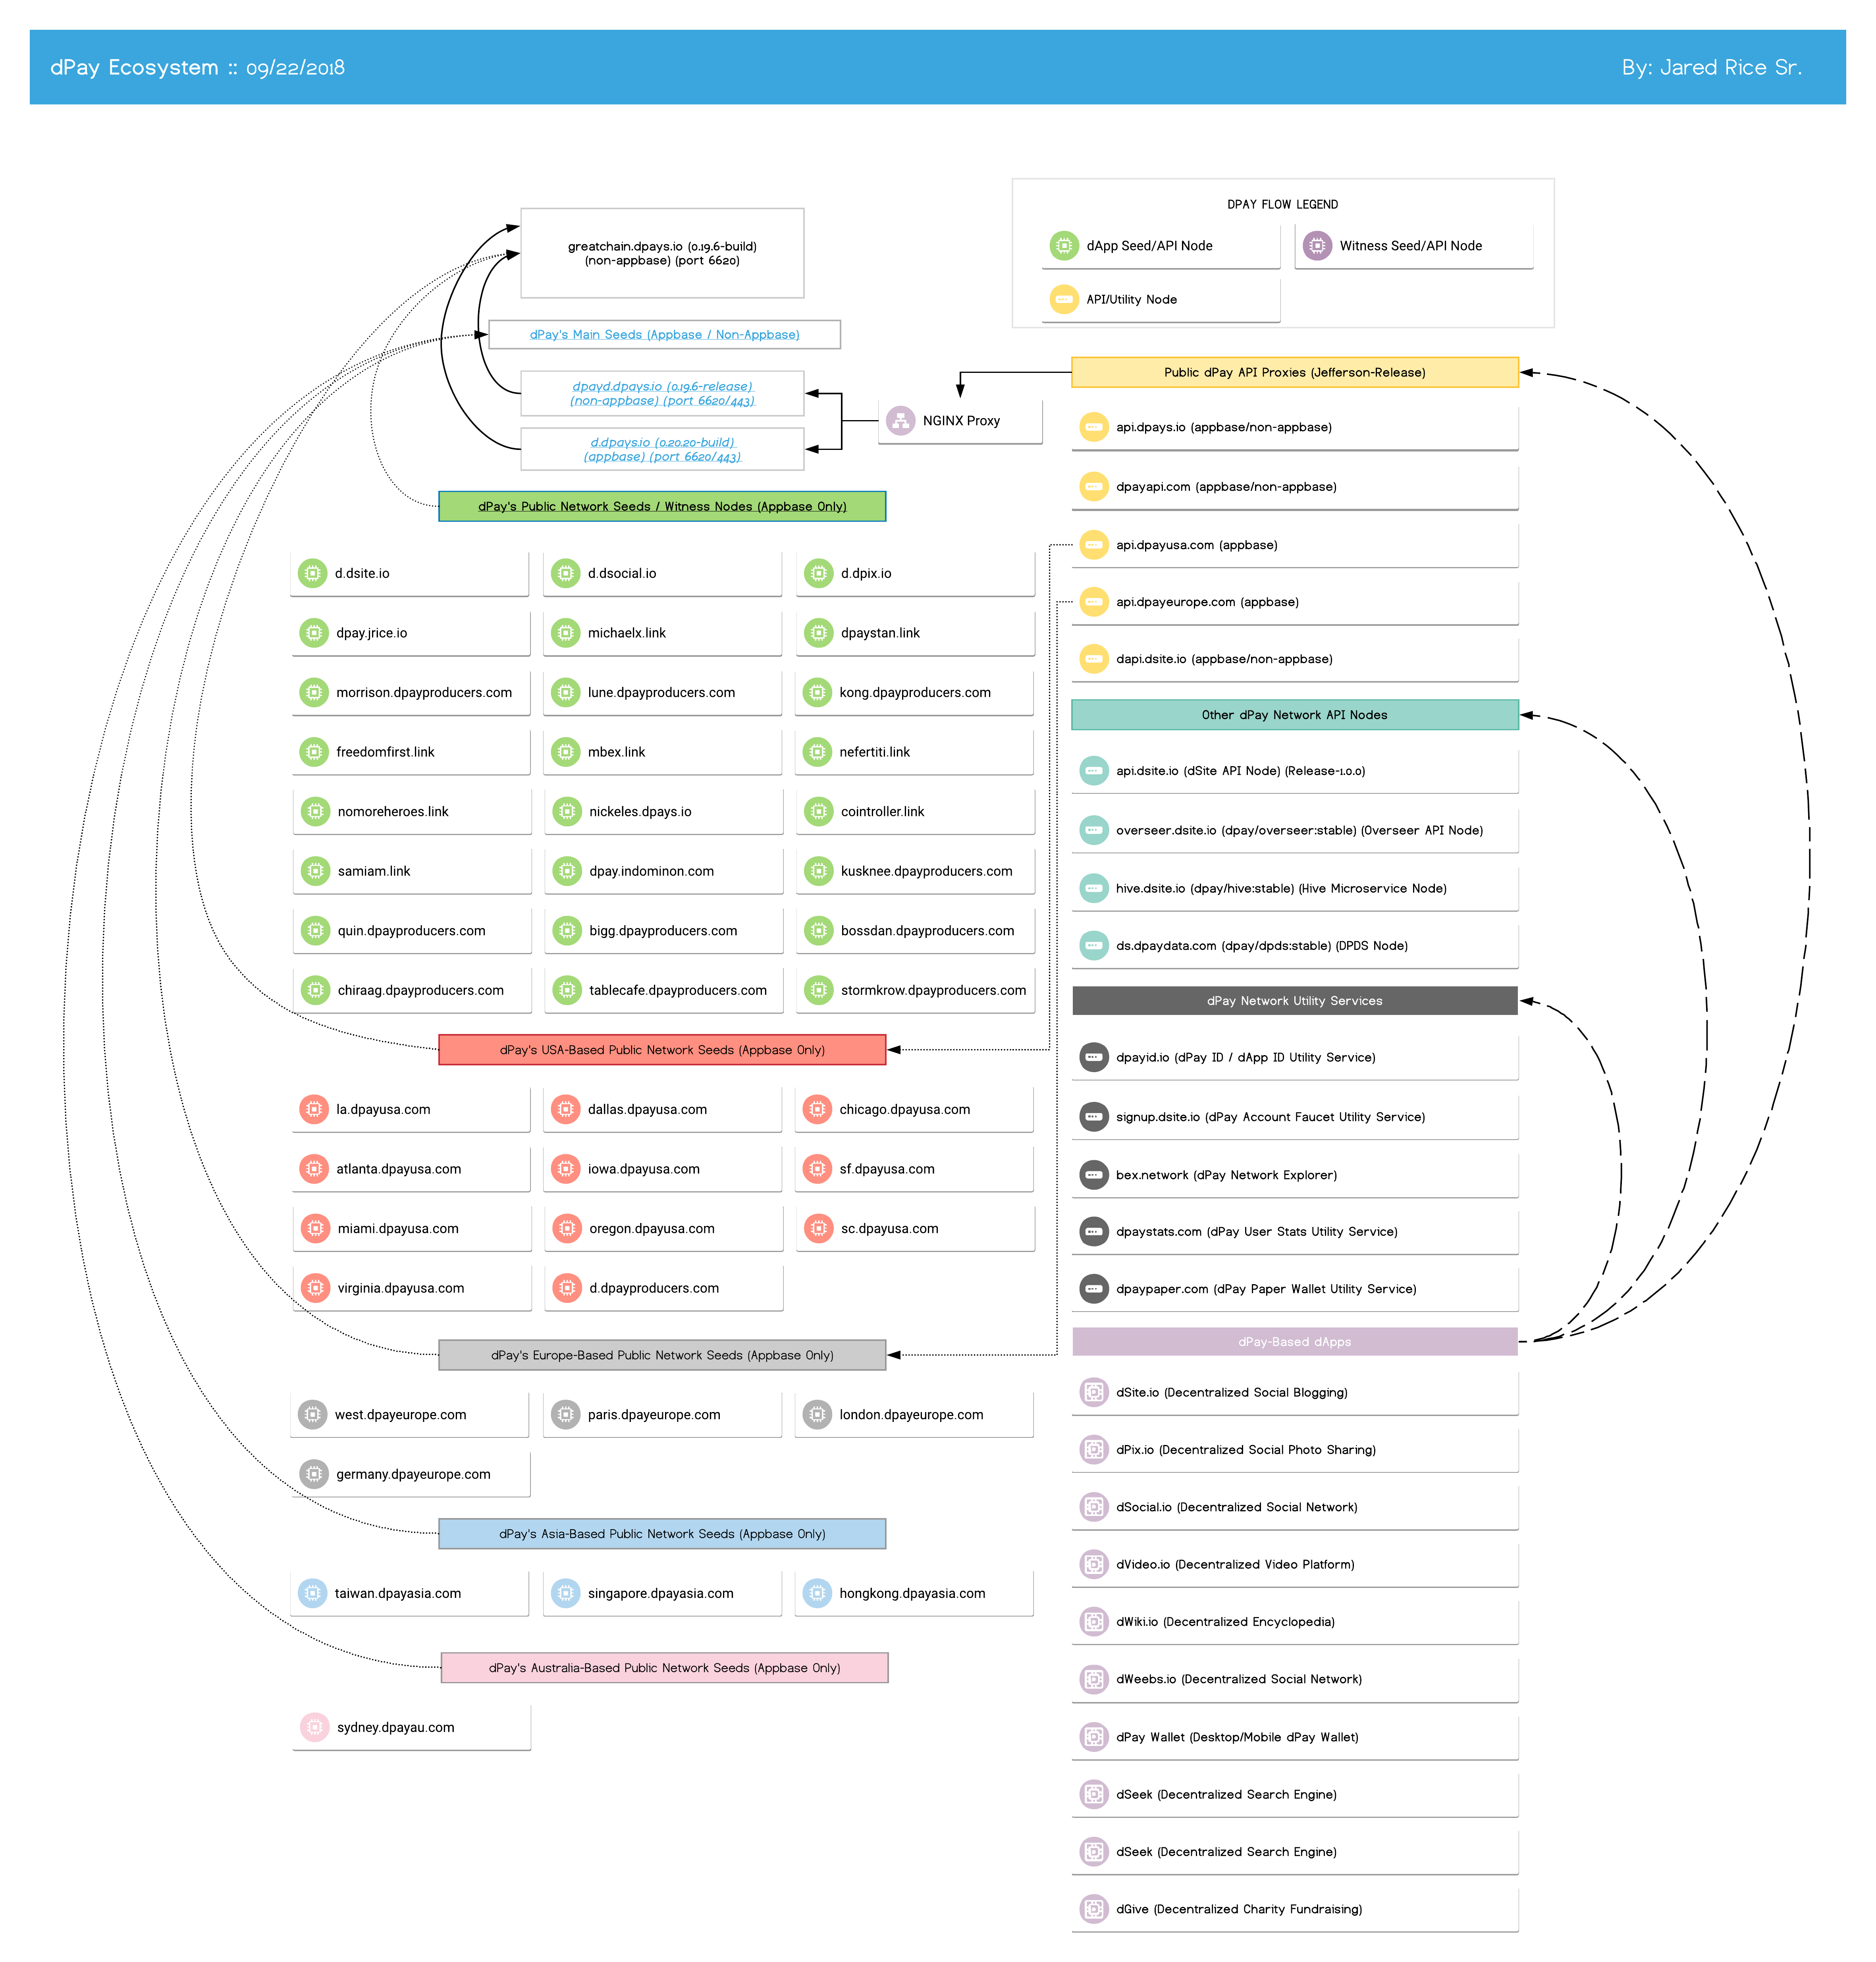 dPay Ecosystem :: 09/22/2018
By: Jared Rice Sr.
DPAY FLOW LEGEND
dApp Seed/API Node
Witness Seed/API Node
API/Utility Node
greatchain.dpays.io (0.19.6-build)
(non-appbase) (port 6620)
dPay's Main Seeds (Appbase / Non-Appbase)
dpayd.dpays.io (0.19.6-release)
(non-appbase) (port 6620/443)
d.dpays.io (0.20.20-build)
(appbase) (port 6620/443)
NGINX Proxy
dPay's Public Network Seeds / Witness Nodes (Appbase Only)
d.dsite.io
d.dsocial.io
d.dpix.io
dpay.jrice.io
michaelx.link
dpaystan.link
morrison.dpayproducers.com
lune.dpayproducers.com
kong.dpayproducers.com
freedomfirst.link
mbex.link
nefertiti.link
nomoreheroes.link
nickeles.dpays.io
cointroller.link
samiam.link
dpay.indominon.com
kusknee.dpayproducers.com
quin.dpayproducers.com
bigg.dpayproducers.com
bossdan.dpayproducers.com
chiraag.dpayproducers.com
tablecafe.dpayproducers.com
stormkrow.dpayproducers.com
dPay's USA-Based Public Network Seeds (Appbase Only)
la.dpayusa.com
dallas.dpayusa.com
chicago.dpayusa.com
atlanta.dpayusa.com
iowa.dpayusa.com
sf.dpayusa.com
miami.dpayusa.com
oregon.dpayusa.com
sc.dpayusa.com
virginia.dpayusa.com
d.dpayproducers.com
dPay's Europe-Based Public Network Seeds (Appbase Only)
west.dpayeurope.com
paris.dpayeurope.com
london.dpayeurope.com
germany.dpayeurope.com
dPay's Asia-Based Public Network Seeds (Appbase Only)
taiwan.dpayasia.com
singapore.dpayasia.com
hongkong.dpayasia.com
dPay's Australia-Based Public Network Seeds (Appbase Only)
sydney.dpayau.com
Public dPay API Proxies (Jefferson-Release)
api.dpays.io (appbase/non-appbase)
dpayapi.com (appbase/non-appbase)
api.dpayusa.com (appbase)
api.dpayeurope.com (appbase)
dapi.dsite.io (appbase/non-appbase)
Other dPay Network API Nodes
api.dsite.io (dSite API Node) (Release-1.0.0)
overseer.dsite.io (dpay/overseer:stable) (Overseer API Node)
hive.dsite.io (dpay/hive:stable) (Hive Microservice Node)
ds.dpaydata.com (dpay/dpds:stable) (DPDS Node)
dPay Network Utility Services
dpayid.io (dPay ID / dApp ID Utility Service)
signup.dsite.io (dPay Account Faucet Utility Service)
bex.network (dPay Network Explorer)
dpaystats.com (dPay User Stats Utility Service)
dpaypaper.com (dPay Paper Wallet Utility Service)
dPay-Based dApps
dSite.io (Decentralized Social Blogging)
dPix.io (Decentralized Social Photo Sharing)
dSocial.io (Decentralized Social Network)
dVideo.io (Decentralized Video Platform)
dWiki.io (Decentralized Encyclopedia)
dWeebs.io (Decentralized Social Network)
dPay Wallet (Desktop/Mobile dPay Wallet)
dSeek (Decentralized Search Engine)
dSeek (Decentralized Search Engine)
dGive (Decentralized Charity Fundraising)